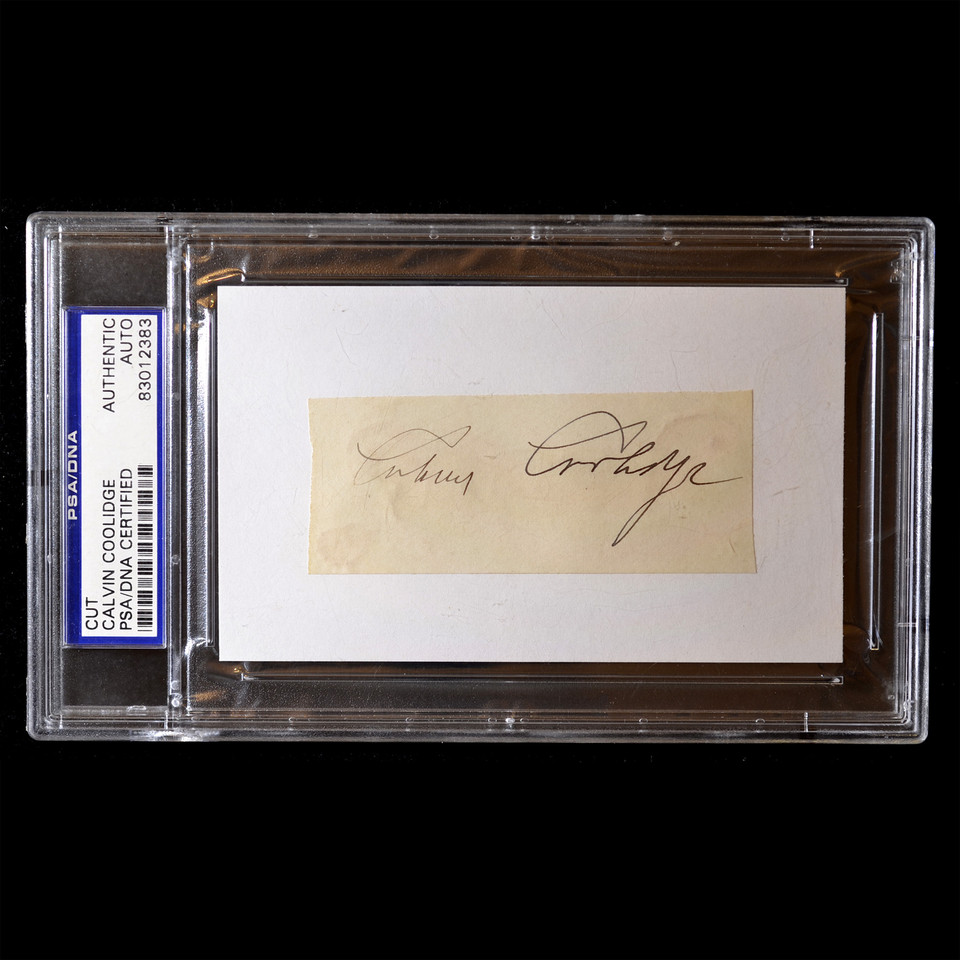 PSA/DNA
CUT AUTHENTIC
CALVIN COOLIDGE AUTO
PSA/DNA CERTIFIED 83012383
Calvin Coolidge